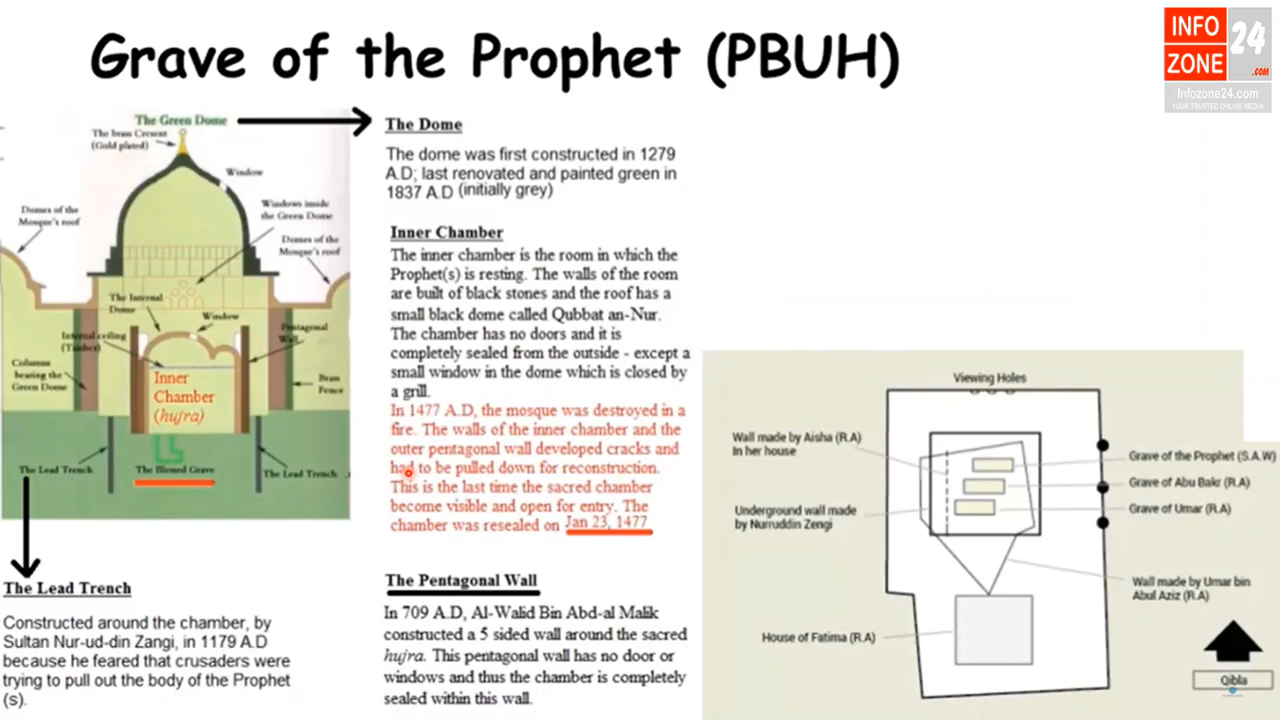 Grave of the Prophet (PBUH)
INFO
ZONE
24
.com
Infozone24.com
YOUR TRUSTED ONLINE MEDIA
The Green Dome
The brass Cresent
(Gold plated)
Window
Windows inside
the Green Dome
Domes of the
Mosque's roof
Domes of the
Mosque's roof
The Internal
Dome
Window
Internal ceiling
(Timber)
Pentagonal
Wall
Columns
bearing the
Green Dome
Brass
Fence
Inner
Chamber
(hujra)
The Lead Trench
The Blessed Grave
The Lead Trench
The Lead Trench
Constructed around the chamber, by
Sultan Nur-ud-din Zangi, in 1179 A.D
because he feared that crusaders were
trying to pull out the body of the Prophet
(s).
The Dome
The dome was first constructed in 1279
A.D; last renovated and painted green in
1837 A.D (initially grey)
Inner Chamber
The inner chamber is the room in which the
Prophet(s) is resting. The walls of the room
are built of black stones and the roof has a
small black dome called Qubbat an-Nur.
The chamber has no doors and it is
completely sealed from the outside - except a
small window in the dome which is closed by
a grill.
In 1477 A.D, the mosque was destroyed in a
fire. The walls of the inner chamber and the
outer pentagonal wall developed cracks and
had to be pulled down for reconstruction.
This is the last time the sacred chamber
become visible and open for entry. The
chamber was resealed on Jan 23, 1477
The Pentagonal Wall
In 709 A.D, Al-Walid Bin Abd-al Malik
constructed a 5 sided wall around the sacred
hujra. This pentagonal wall has no door or
windows and thus the chamber is completely
sealed within this wall.
Viewing Holes
Wall made by Aisha (R.A)
In her house
Underground wall made
by Nurruddin Zengi
House of Fatima (R.A)
Grave of the Prophet (S.A.W)
Grave of Abu Bakr (R.A)
Grave of Umar (R.A)
Wall made by Umar bin
Abul Aziz (R.A)
Qibla